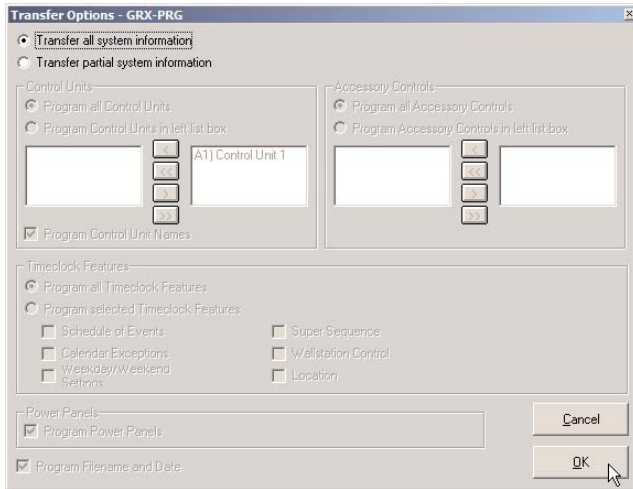 Transfer Options - GRX-PRG
Transfer all system information
Transfer partial system information
Control Units
Program all Control Units
Program Control Units in left list box
<
A1) Control Unit 1
<<
>
>>
Program Control Unit Names
Accessory Controls
Program all Accessory Controls
Program Accessory Controls in left list box
<
<<
>
>>
Timeclock Features
Program all Timeclock Features
Program selected Timeclock Features
Schedule of Events
Super Sequence
Calendar Exceptions
Wallstation Control
Weekday/Weekend
Settings
Location
Power Panels
Program Power Panels
Cancel
Program Filename and Date
OK